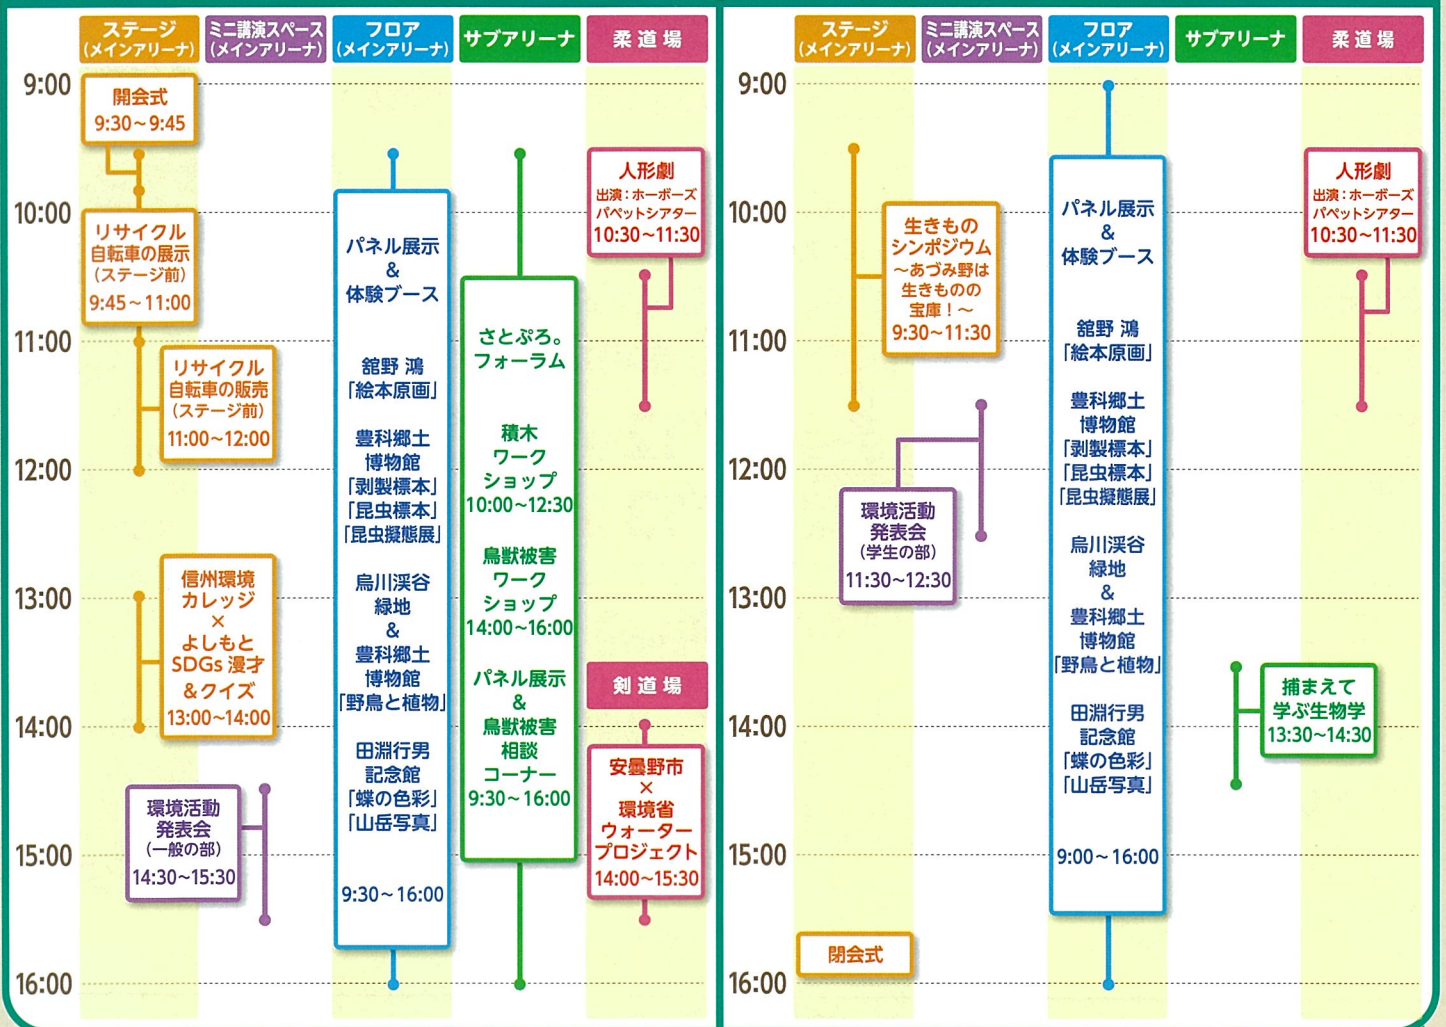 ステージ
(メインアリーナ)
ミニ講演スペース
(メインアリーナ)
フロア
(メインアリーナ)
サブアリーナ
柔道場
9:00
10:00
11:00
12:00
13:00
14:00
15:00
16:00
開会式
9:30～9:45
リサイクル
自転車の展示
(ステージ前)
9:45～11:00
リサイクル
自転車の販売
(ステージ前)
11:00～12:00
信州環境
カレッジ
×
よしもと
SDGs 漫才
&クイズ
13:00～14:00
環境活動
発表会
(一般の部)
14:30～15:30
パネル展示
&
体験ブース
舘野 鴻
「絵本原画」
豊科郷土
博物館
「剥製標本」
「昆虫標本」
「昆虫擬態展」
烏川渓谷
緑地
&
豊科郷土
博物館
「野鳥と植物」
田淵行男
記念館
「蝶の色彩」
「山岳写真」
9:30～16:00
さとぷろ。
フォーラム
積木
ワーク
ショップ
10:00～12:30
鳥獣被害
ワーク
ショップ
14:00～16:00
パネル展示
&
鳥獣被害
相談
コーナー
9:30～16:00
人形劇
出演：ホーボーズ
パペットシアター
10:30～11:30
剣道場
安曇野市
×
環境省
ウォーター
プロジェクト
14:00～15:30
ステージ
(メインアリーナ)
ミニ講演スペース
(メインアリーナ)
フロア
(メインアリーナ)
サブアリーナ
柔道場
9:00
10:00
11:00
12:00
13:00
14:00
15:00
16:00
生きもの
シンポジウム
～あづみ野は
生きものの
宝庫！～
9:30～11:30
閉会式
環境活動
発表会
(学生の部)
11:30～12:30
パネル展示
&
体験ブース
舘野 鴻
「絵本原画」
豊科郷土
博物館
「剥製標本」
「昆虫標本」
「昆虫擬態展」
烏川渓谷
緑地
&
豊科郷土
博物館
「野鳥と植物」
田淵行男
記念館
「蝶の色彩」
「山岳写真」
9:00～16:00
捕まえて
学ぶ生物学
13:30～14:30
人形劇
出演：ホーボーズ
パペットシアター
10:30～11:30